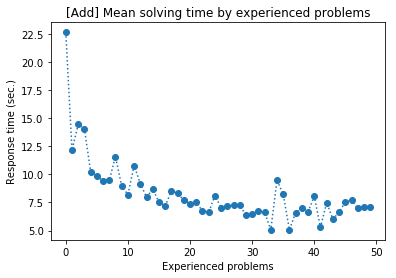 [Add] Mean solving time by experienced problems
Response time (sec.)
22.5
20.0
17.5
15.0
12.5
10.0
7.5
5.0
0 10 20 30 40 50
Experienced problems